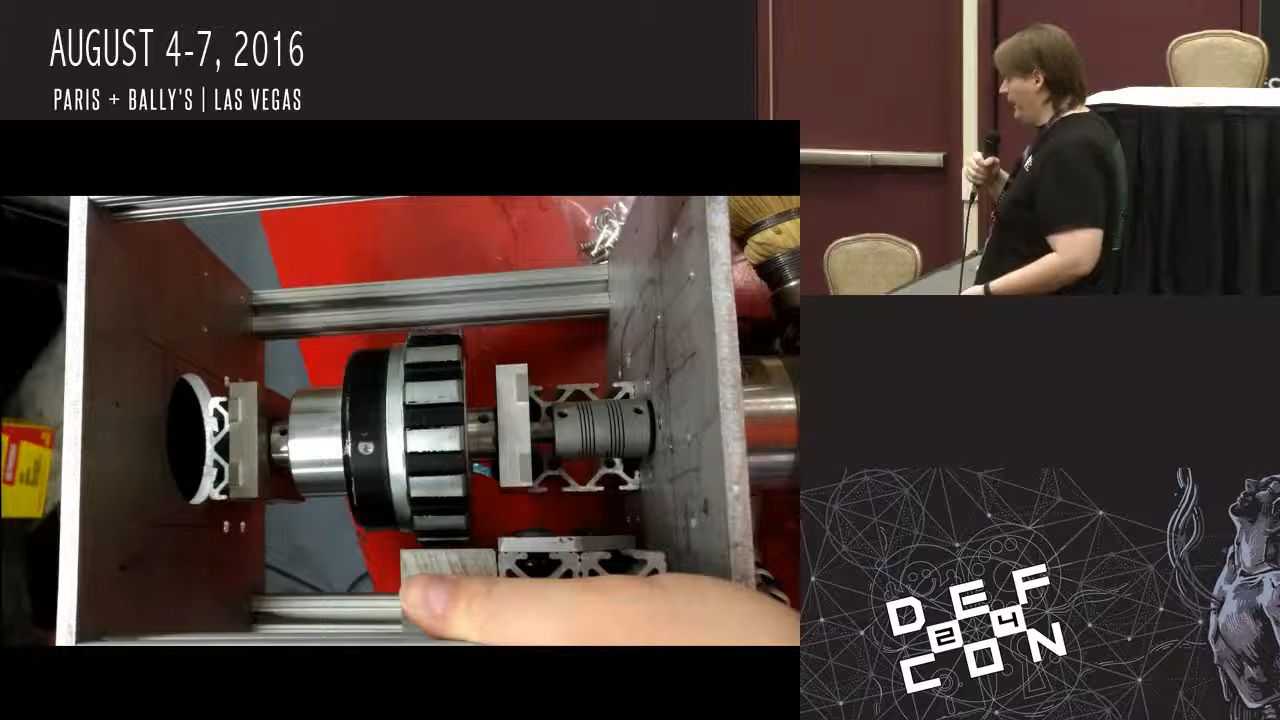 AUGUST 4-7, 2016
PARIS + BALLY'S | LAS VEGAS
DEF
24
CON